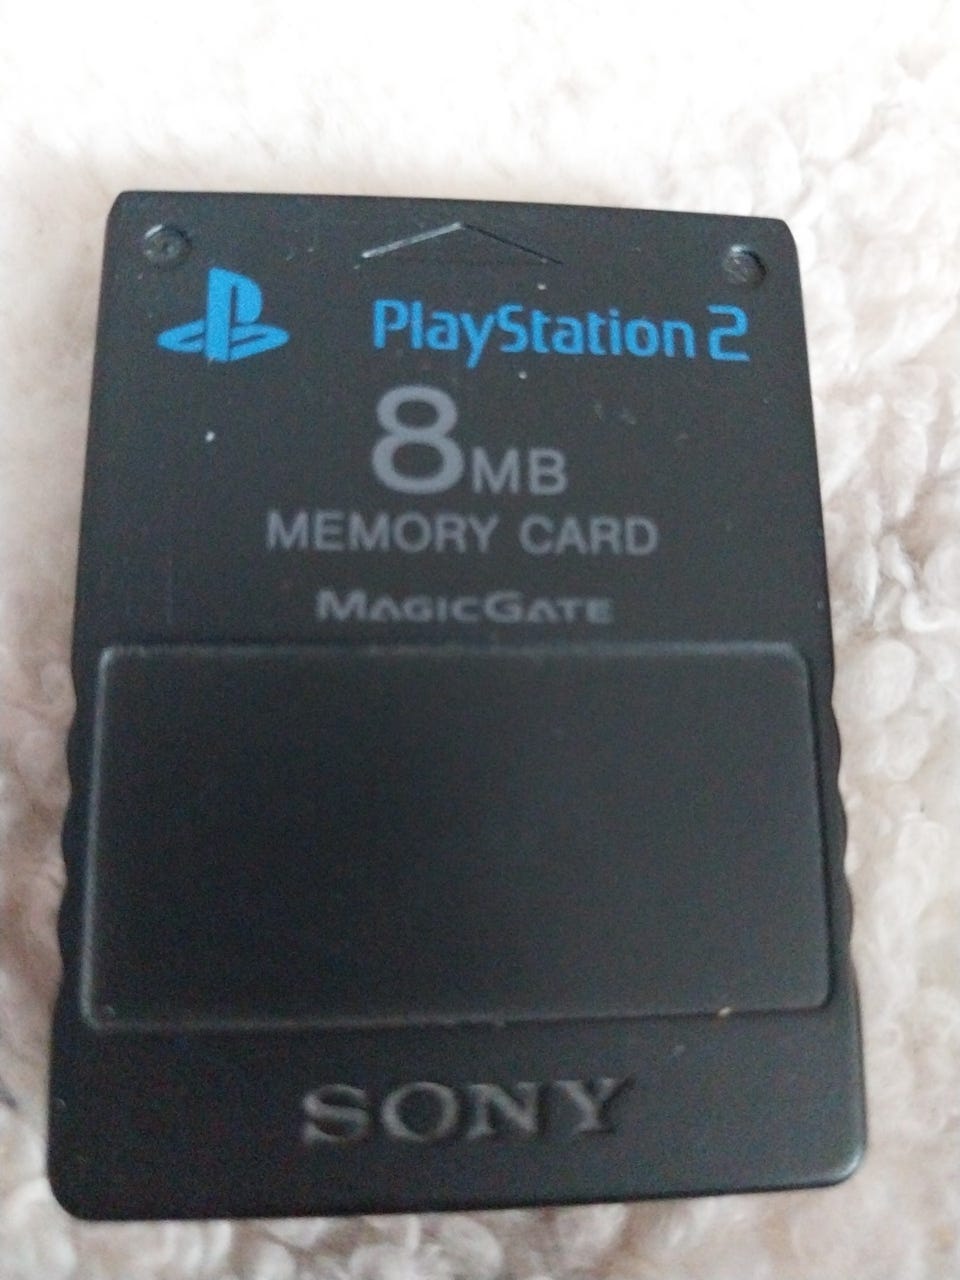 PlayStation 2
8MB
MEMORY CARD
MAGICGATE
SONY